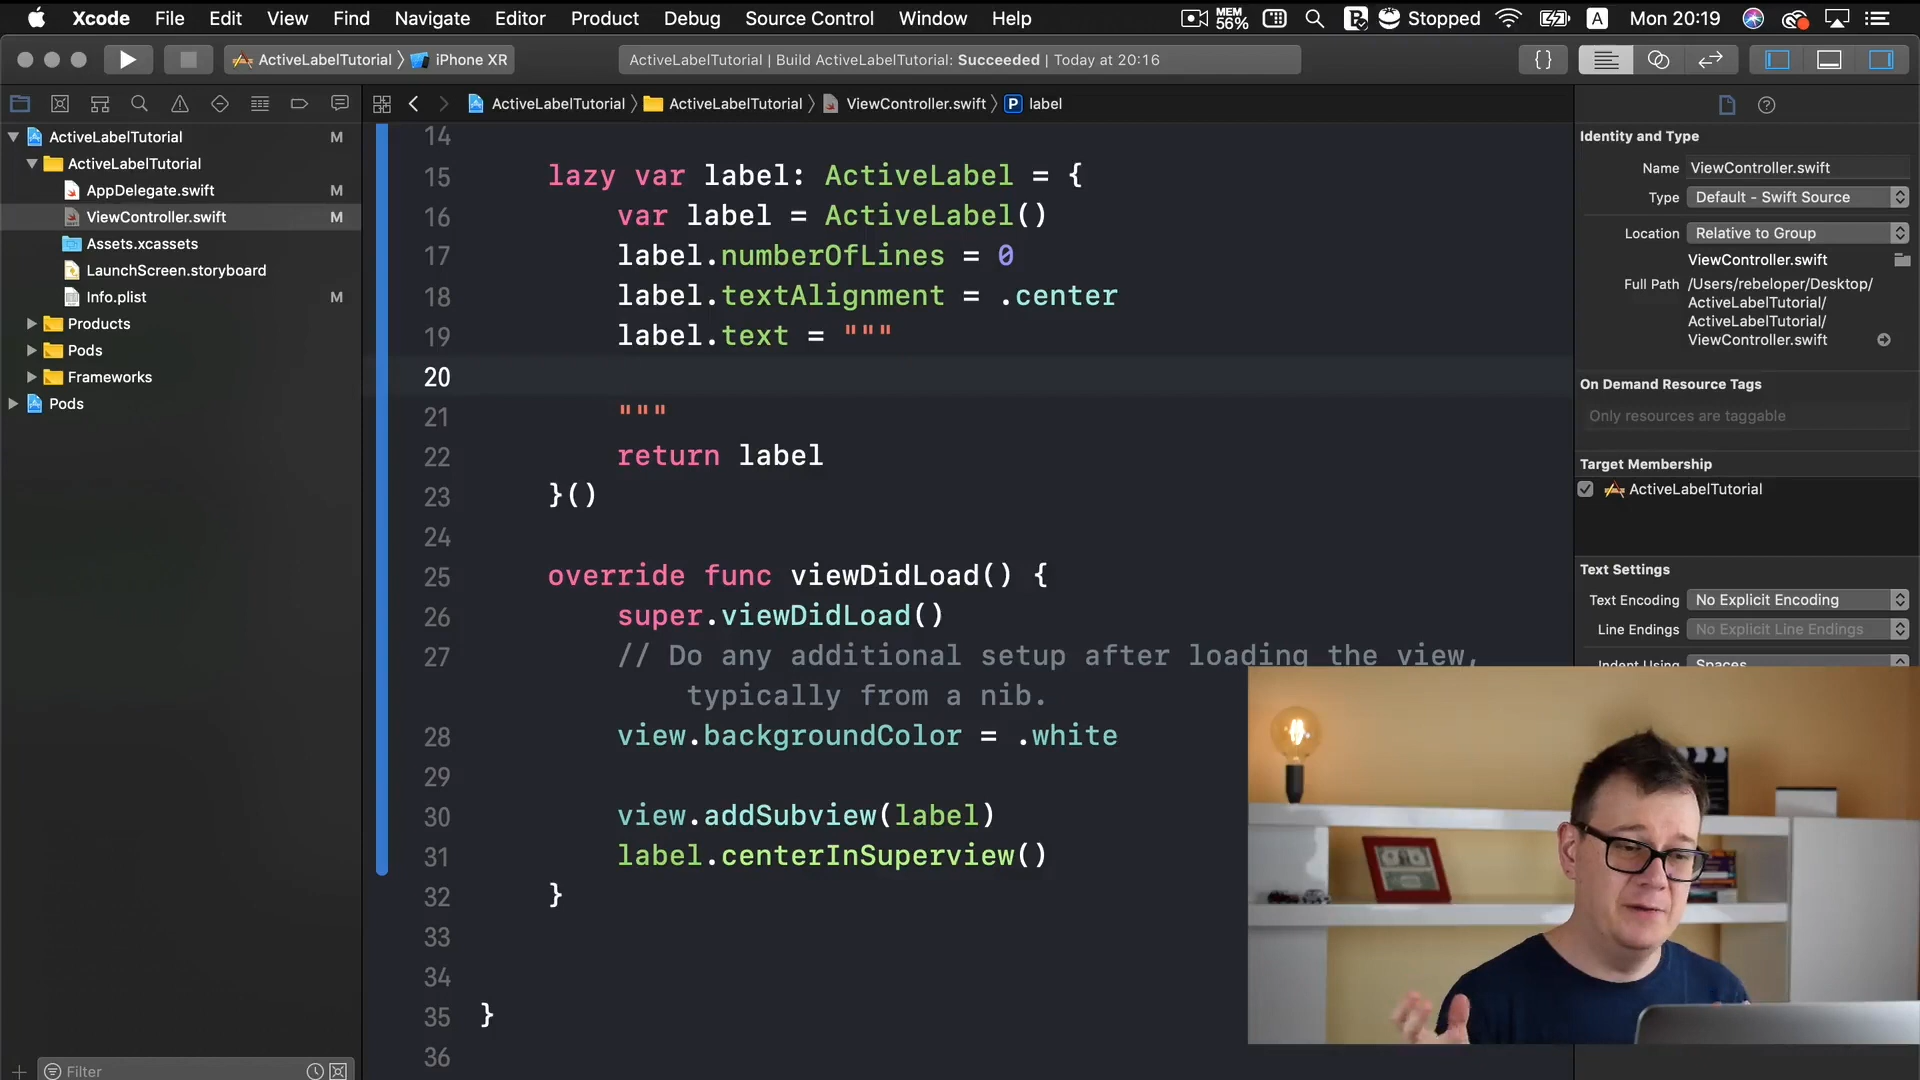 Xcode File Edit View Find Navigate Editor Product Debug Source Control Window Help MEM 56% Stopped A Mon 20:19
ActiveLabelTutorial iPhone XR ActiveLabelTutorial | Build ActiveLabelTutorial: Succeeded | Today at 20:16 {}
ActiveLabelTutorial ActiveLabelTutorial ViewController.swift P label
ActiveLabelTutorial M
ActiveLabelTutorial
AppDelegate.swift M
ViewController.swift M
Assets.xcassets
LaunchScreen.storyboard
Info.plist M
Products
Pods
Frameworks
Pods
Filter
14
15 lazy var label: ActiveLabel = {
16 var label = ActiveLabel()
17 label.numberOfLines = 0
18 label.textAlignment = .center
19 label.text = """
20
21 """
22 return label
23 }()
24
25 override func viewDidLoad() {
26 super.viewDidLoad()
27 // Do any additional setup after loading the view,
typically from a nib.
28 view.backgroundColor = .white
29
30 view.addSubview(label)
31 label.centerInSuperview()
32 }
33
34
35 }
36
Identity and Type
Name ViewController.swift
Type Default - Swift Source
Location Relative to Group
ViewController.swift
Full Path /Users/rebeloper/Desktop/
ActiveLabelTutorial/
ActiveLabelTutorial/
ViewController.swift
On Demand Resource Tags
Only resources are taggable
Target Membership
ActiveLabelTutorial
Text Settings
Text Encoding No Explicit Encoding
Line Endings No Explicit Line Endings
Indent Using Spaces